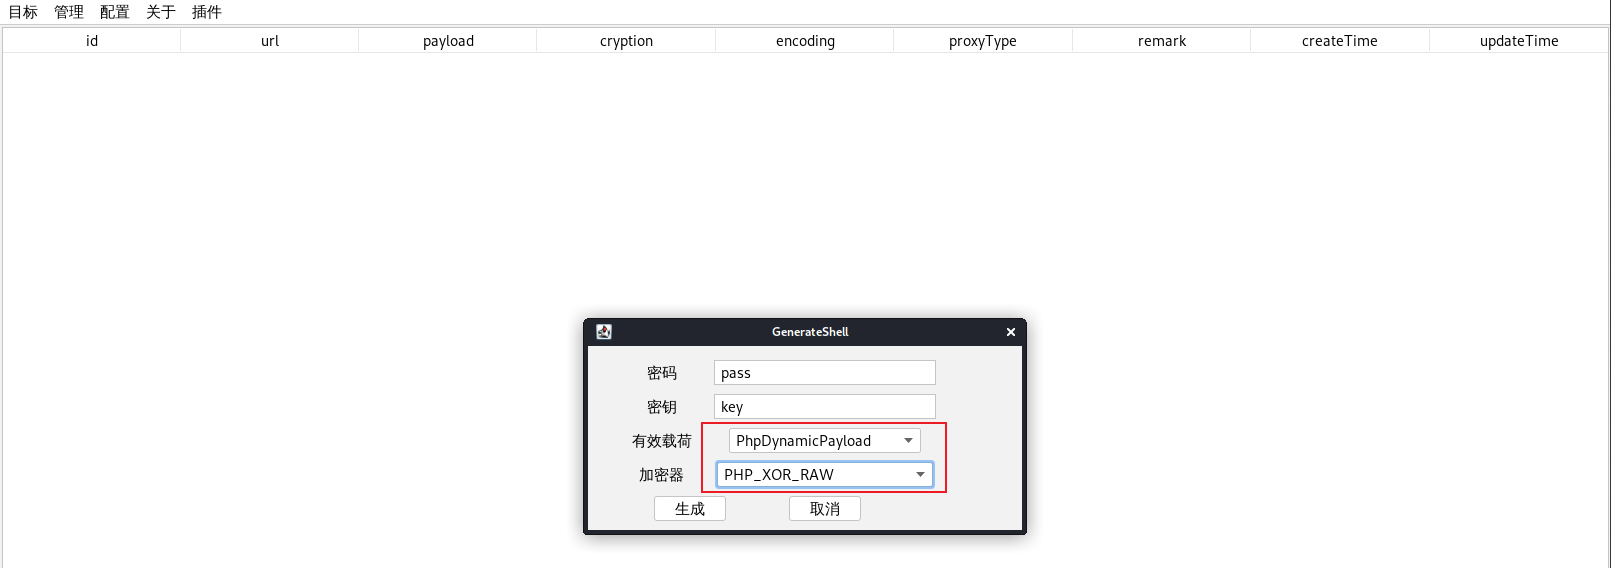 目标 管理 配置 关于 插件
id url payload cryption encoding proxyType remark createTime updateTime
GenerateShell
密码 pass
密钥 key
有效载荷 PhpDynamicPayload
加密器 PHP_XOR_RAW
生成 取消